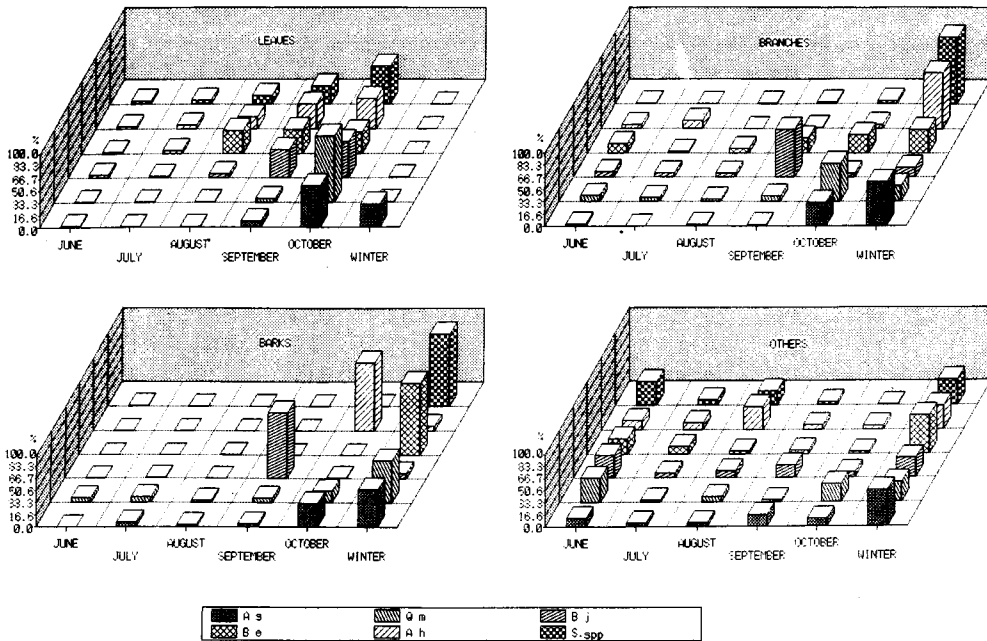 LEAVES
%
100.0
83.3
66.7
50.6
33.3
16.6
0.0
JUNE
JULY
AUGUST
SEPTEMBER
OCTOBER
WINTER
BRANCHES
%
100.0
83.3
66.7
50.6
33.3
16.6
0.0
JUNE
JULY
AUGUST
SEPTEMBER
OCTOBER
WINTER
BARKS
%
100.0
83.3
66.7
50.6
33.3
16.6
0.0
JUNE
JULY
AUGUST
SEPTEMBER
OCTOBER
WINTER
OTHERS
%
100.0
83.3
66.7
50.6
33.3
16.6
0.0
JUNE
JULY
AUGUST
SEPTEMBER
OCTOBER
WINTER
A s Q m B j
B e A h S.spp